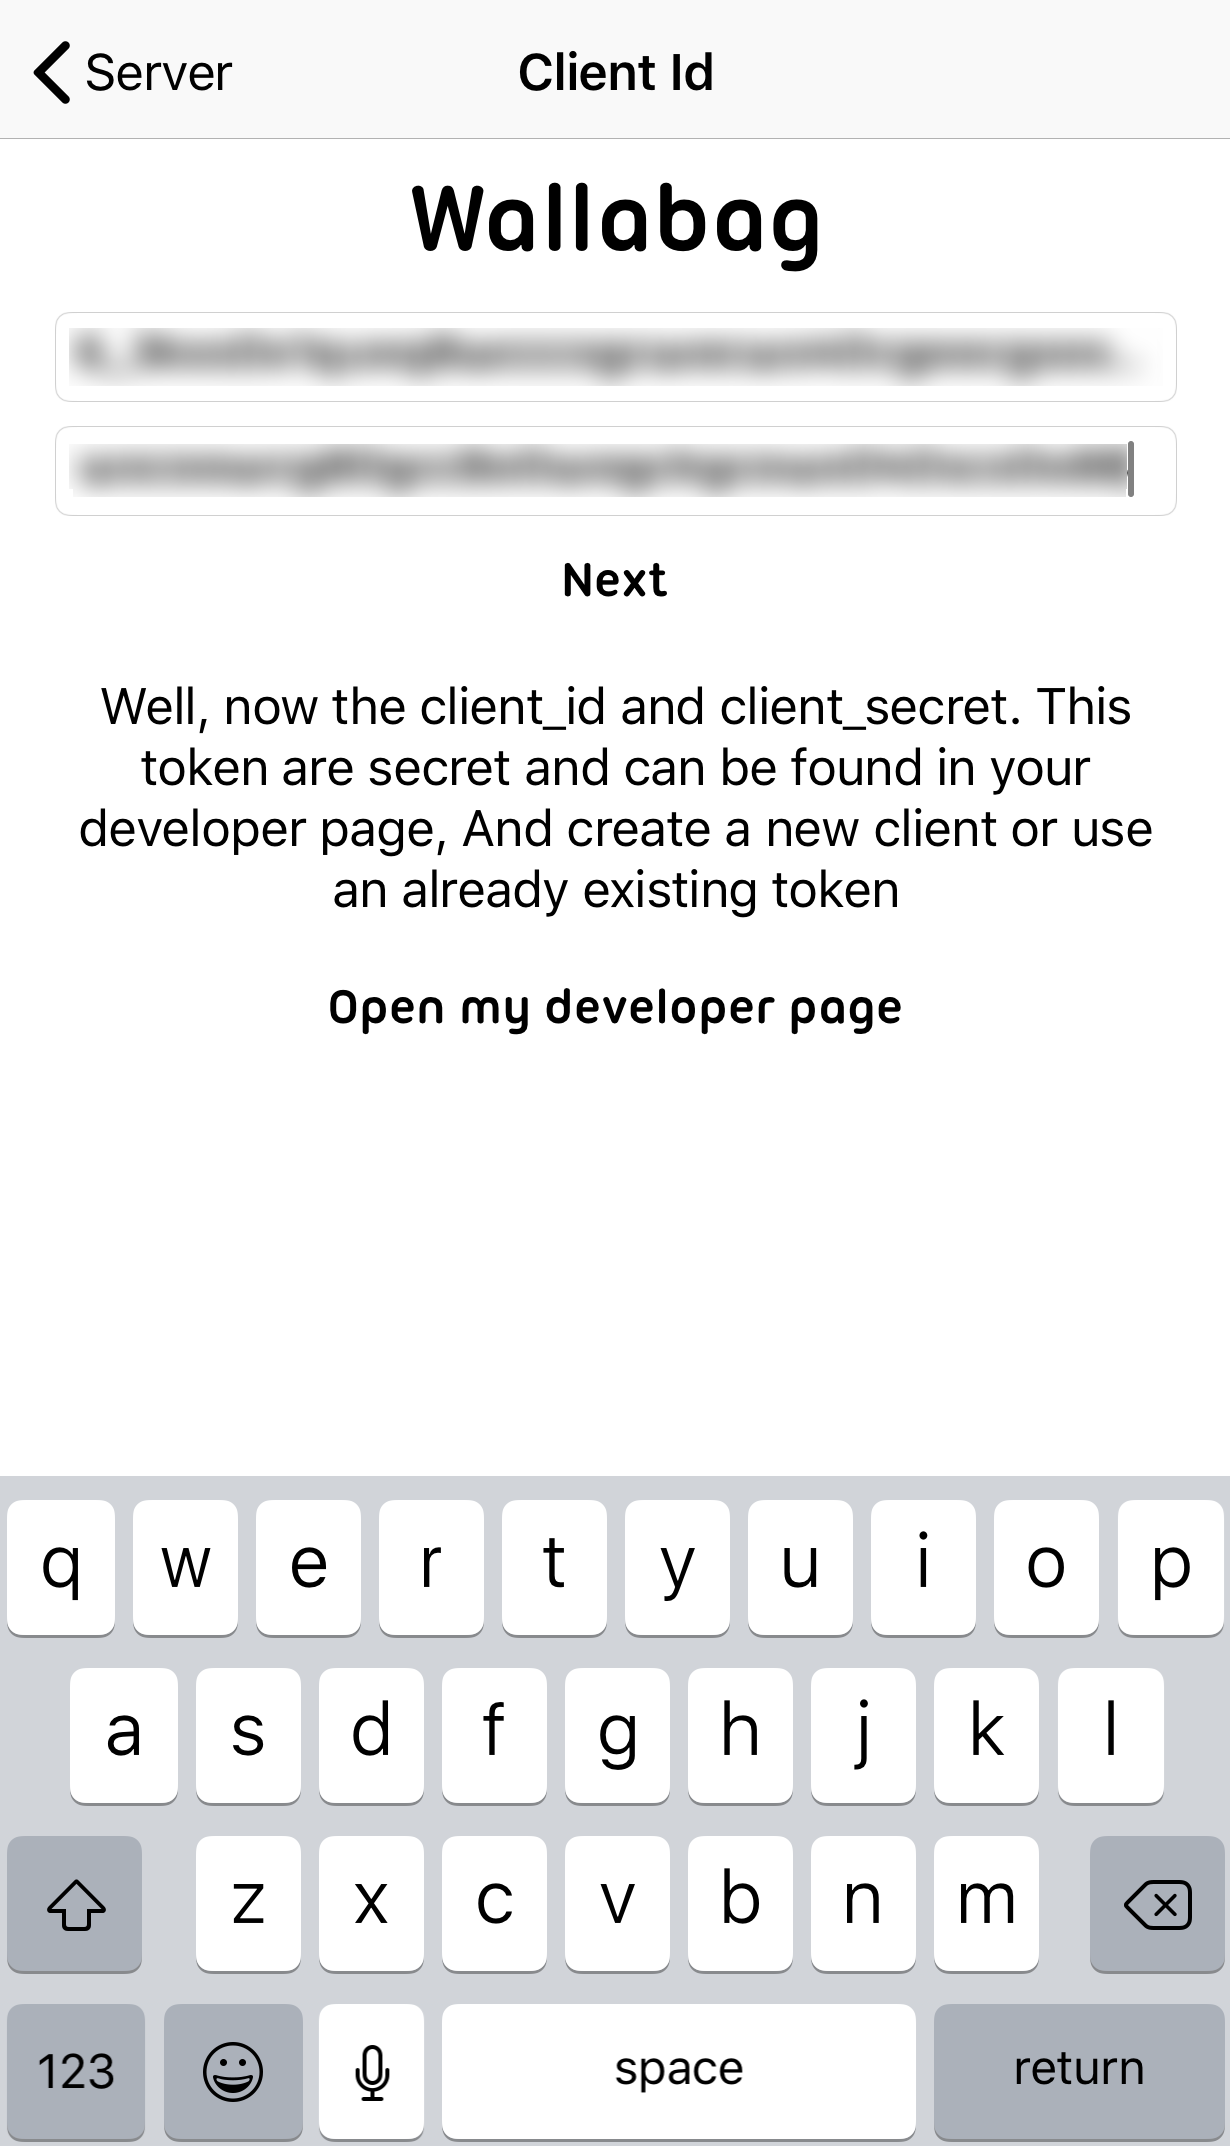 Server
Client Id
Wallabag
Next
Well, now the client_id and client_secret. This
token are secret and can be found in your
developer page, And create a new client or use
an already existing token
Open my developer page
q w e r t y u i o p
a s d f g h j k l
z x c v b n m
123 space return